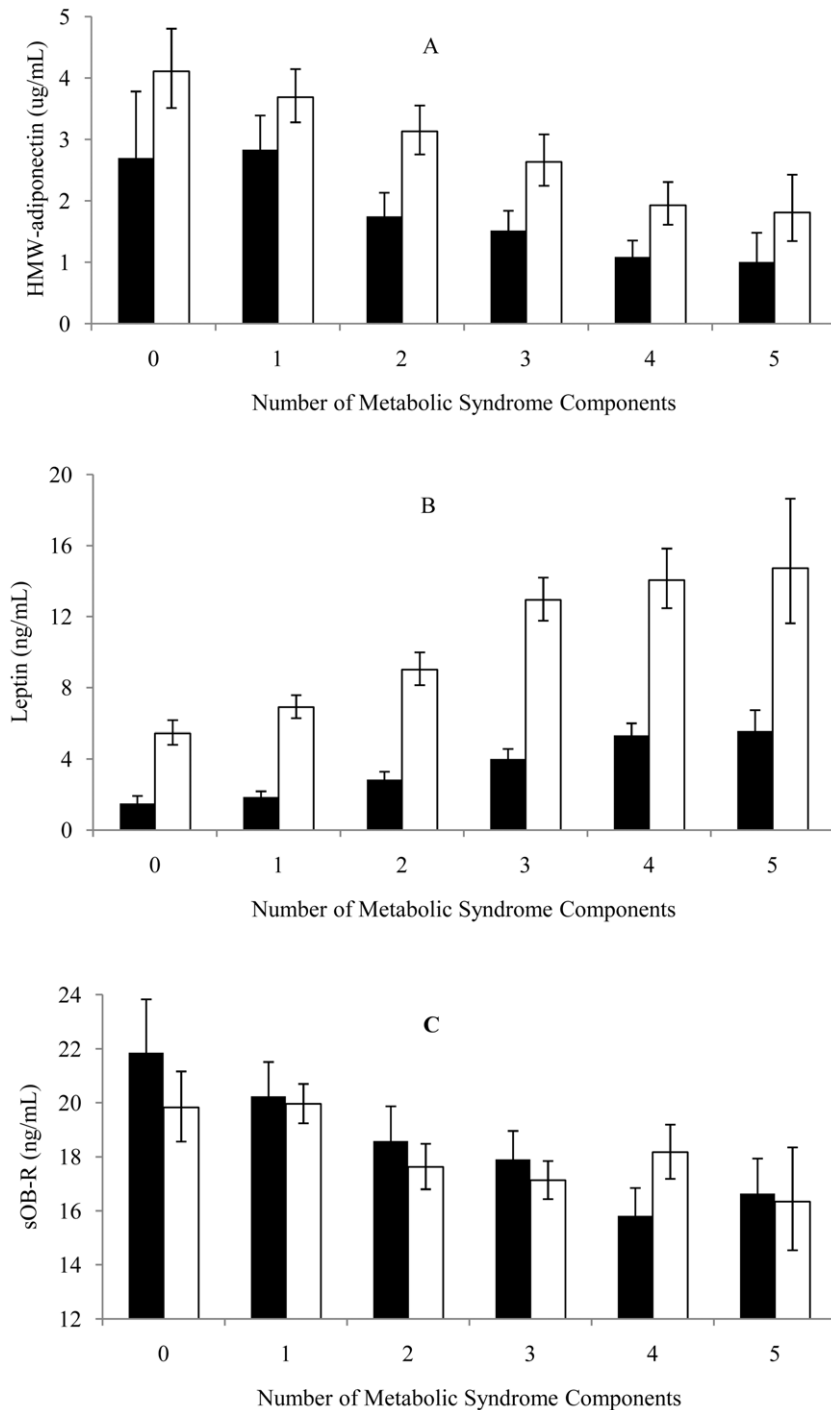 A
HMW-adiponectin (ug/mL)
5
4
3
2
1
0
0 1 2 3 4 5
Number of Metabolic Syndrome Components
B
Leptin (ng/mL)
20
16
12
8
4
0
0 1 2 3 4 5
Number of Metabolic Syndrome Components
C
sOB-R (ng/mL)
24
22
20
18
16
14
12
0 1 2 3 4 5
Number of Metabolic Syndrome Components